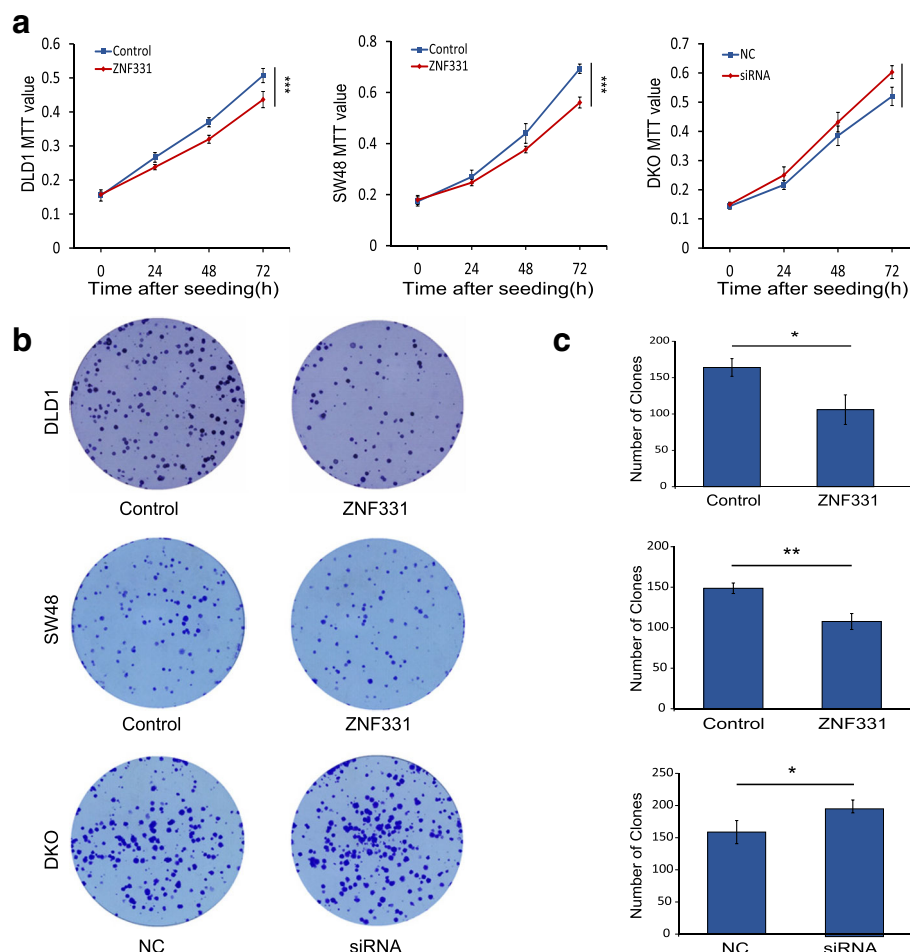 a
Control
ZNF331
0.6
0.5
0.4
0.3
0.2
0.1
0
DLD1 MTT value
***
0 24 48 72
Time after seeding(h)
Control
ZNF331
0.8
0.6
0.4
0.2
0
SW48 MTT value
***
0 24 48 72
Time after seeding(h)
NC
siRNA
0.7
0.6
0.5
0.4
0.3
0.2
0.1
0
DKO MTT value
0 24 48 72
Time after seeding(h)
b
DLD1
Control ZNF331
SW48
Control ZNF331
DKO
NC siRNA
c
200
150
100
50
0
Number of Clones
*
Control ZNF331
200
150
100
50
0
Number of Clones
**
Control ZNF331
250
200
150
100
50
0
Number of Clones
*
NC siRNA